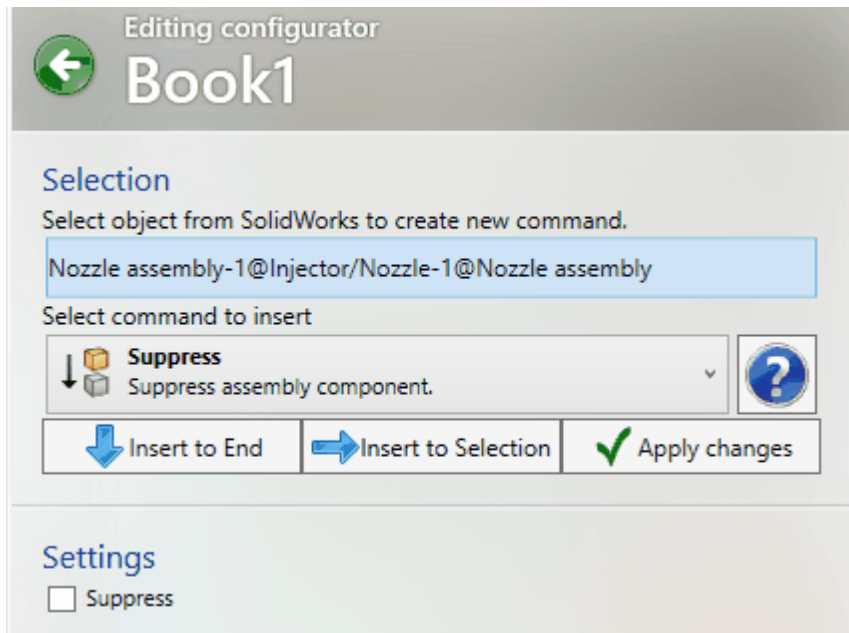 Editing configurator
Book1
Selection
Select object from SolidWorks to create new command.
Nozzle assembly-1@Injector/Nozzle-1@Nozzle assembly
Select command to insert
Suppress
Suppress assembly component.
?
Insert to End Insert to Selection Apply changes
Settings
Suppress